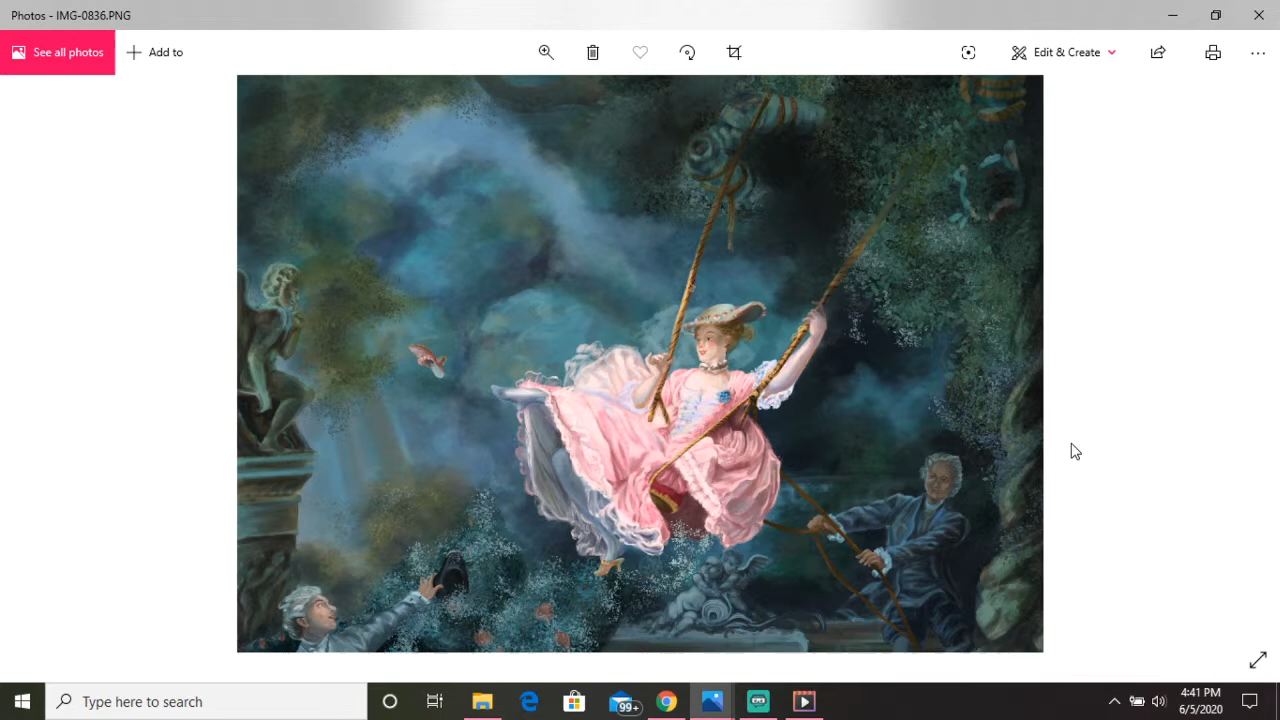 Photos - IMG-0836.PNG
See all photos
Add to
Edit & Create
Type here to search
99+
4:41 PM
6/5/2020